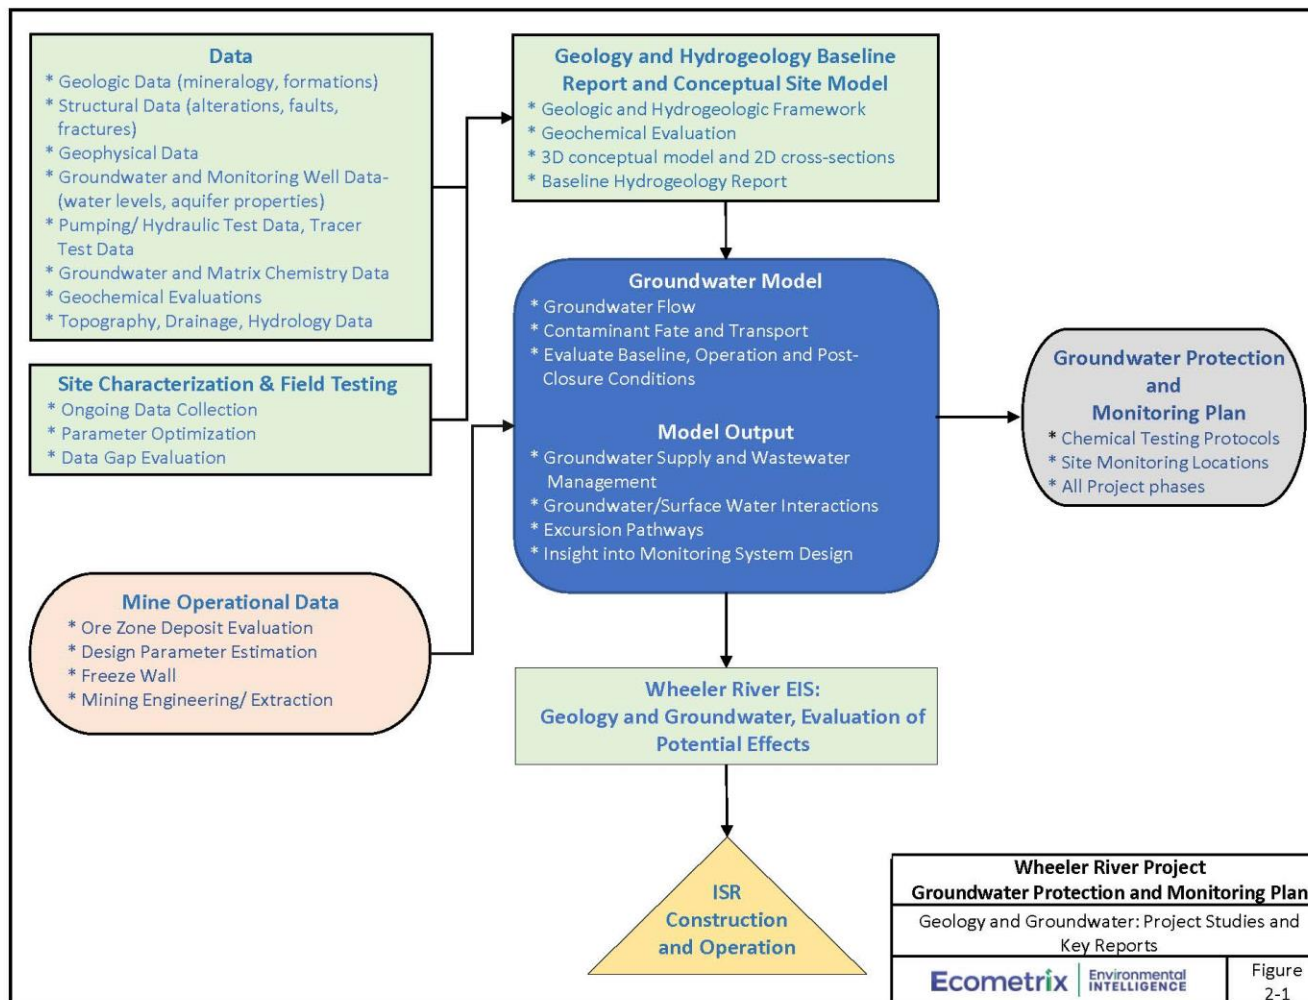 Data
* Geologic Data (mineralogy, formations)
* Structural Data (alterations, faults,
fractures)
* Geophysical Data
* Groundwater and Monitoring Well Data-
(water levels, aquifer properties)
* Pumping/ Hydraulic Test Data, Tracer
Test Data
* Groundwater and Matrix Chemistry Data
* Geochemical Evaluations
* Topography, Drainage, Hydrology Data
Site Characterization & Field Testing
* Ongoing Data Collection
* Parameter Optimization
* Data Gap Evaluation
Mine Operational Data
* Ore Zone Deposit Evaluation
* Design Parameter Estimation
* Freeze Wall
* Mining Engineering/ Extraction
Geology and Hydrogeology Baseline
Report and Conceptual Site Model
* Geologic and Hydrogeologic Framework
* Geochemical Evaluation
* 3D conceptual model and 2D cross-sections
* Baseline Hydrogeology Report
Groundwater Model
* Groundwater Flow
* Contaminant Fate and Transport
* Evaluate Baseline, Operation and Post-
Closure Conditions
Model Output
* Groundwater Supply and Wastewater
Management
* Groundwater/Surface Water Interactions
* Excursion Pathways
* Insight into Monitoring System Design
Groundwater Protection
and
Monitoring Plan
* Chemical Testing Protocols
* Site Monitoring Locations
* All Project phases
Wheeler River EIS:
Geology and Groundwater, Evaluation of
Potential Effects
ISR
Construction
and Operation
Wheeler River Project
Groundwater Protection and Monitoring Plan
Geology and Groundwater: Project Studies and
Key Reports
Ecometrix
Environmental
INTELLIGENCE
Figure
2-1